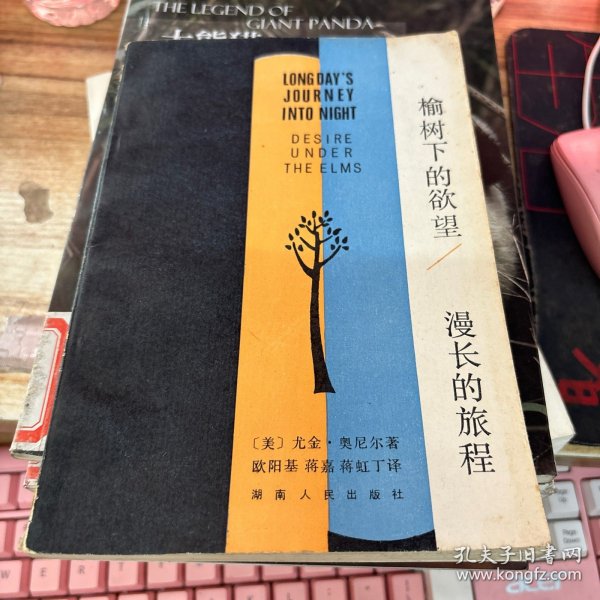 THE LEGEND OF
GIANT PANDA
LONG DAY'S
JOURNEY
INTO NIGHT
DESIRE
UNDER
THE ELMS
榆树下的欲望
漫长的旅程
〔美〕尤金·奥尼尔著
欧阳基 蒋嘉 蒋虹丁译
湖南人民出版社
孔夫子旧书网
www.kongfz.com
acer